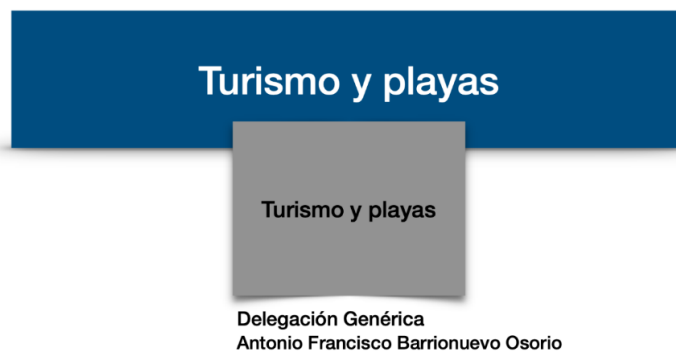 Turismo y playas
Turismo y playas
Delegación Genérica
Antonio Francisco Barrionuevo Osorio